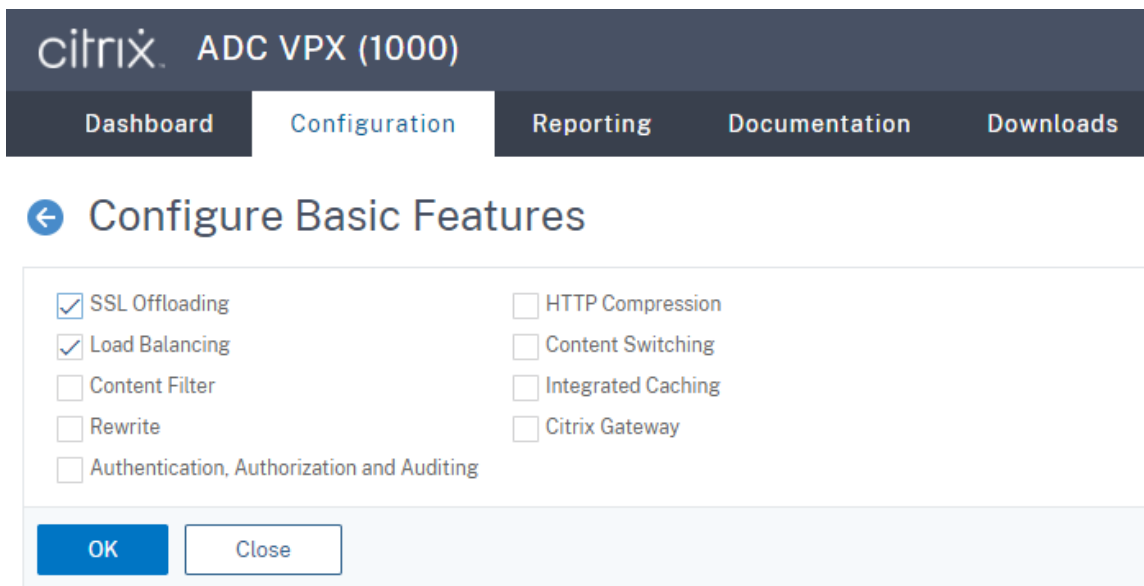 citrix. ADC VPX (1000)
Dashboard Configuration Reporting Documentation Downloads
Configure Basic Features
SSL Offloading HTTP Compression
Load Balancing Content Switching
Content Filter Integrated Caching
Rewrite Citrix Gateway
Authentication, Authorization and Auditing
OK Close